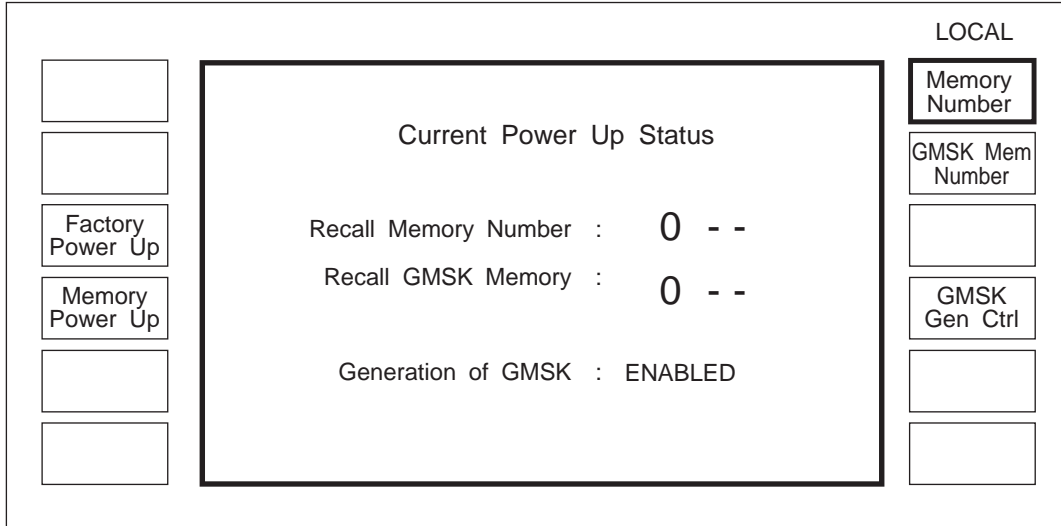 LOCAL
Memory
Number
GMSK Mem
Number
GMSK
Gen Ctrl
Factory
Power Up
Memory
Power Up
Current Power Up Status
Recall Memory Number : 0 - -
Recall GMSK Memory : 0 - -
Generation of GMSK : ENABLED